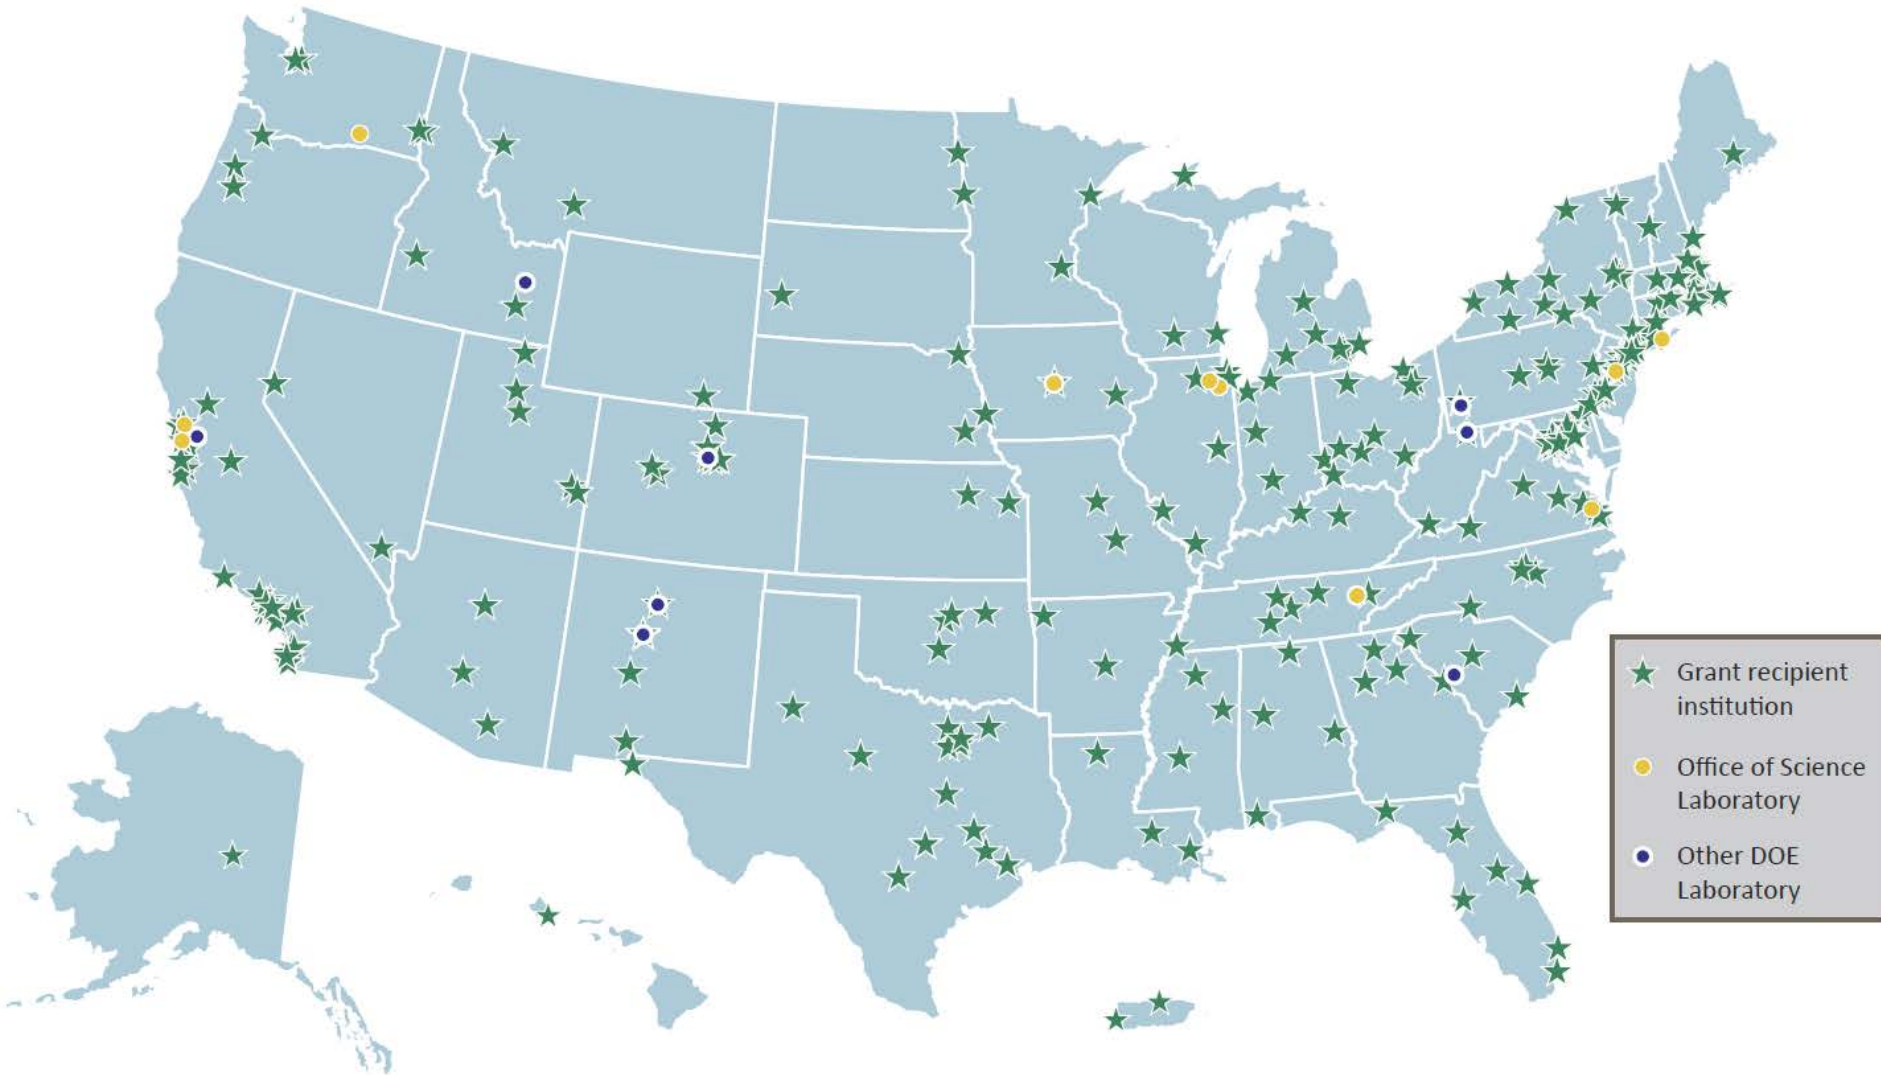 Grant recipient
institution
Office of Science
Laboratory
Other DOE
Laboratory